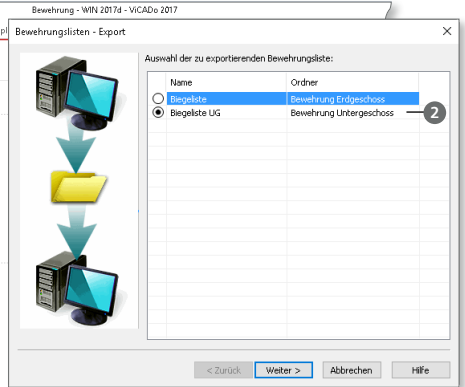 Bewehrung - WIN 2017d - ViCADo 2017
pl
Bewehrungslisten - Export
Auswahl der zu exportierenden Bewehrungsliste:
Name Ordner
Biegeliste Bewehrung Erdgeschoss
Biegeliste UG Bewehrung Untergeschoss 2
< Zurück Weiter > Abbrechen Hilfe